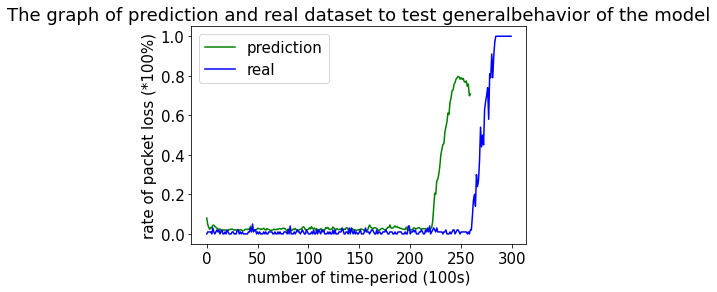 The graph of prediction and real dataset to test generalbehavior of the model
prediction
real
rate of packet loss (*100%)
1.0
0.8
0.6
0.4
0.2
0.0
0 50 100 150 200 250 300
number of time-period (100s)